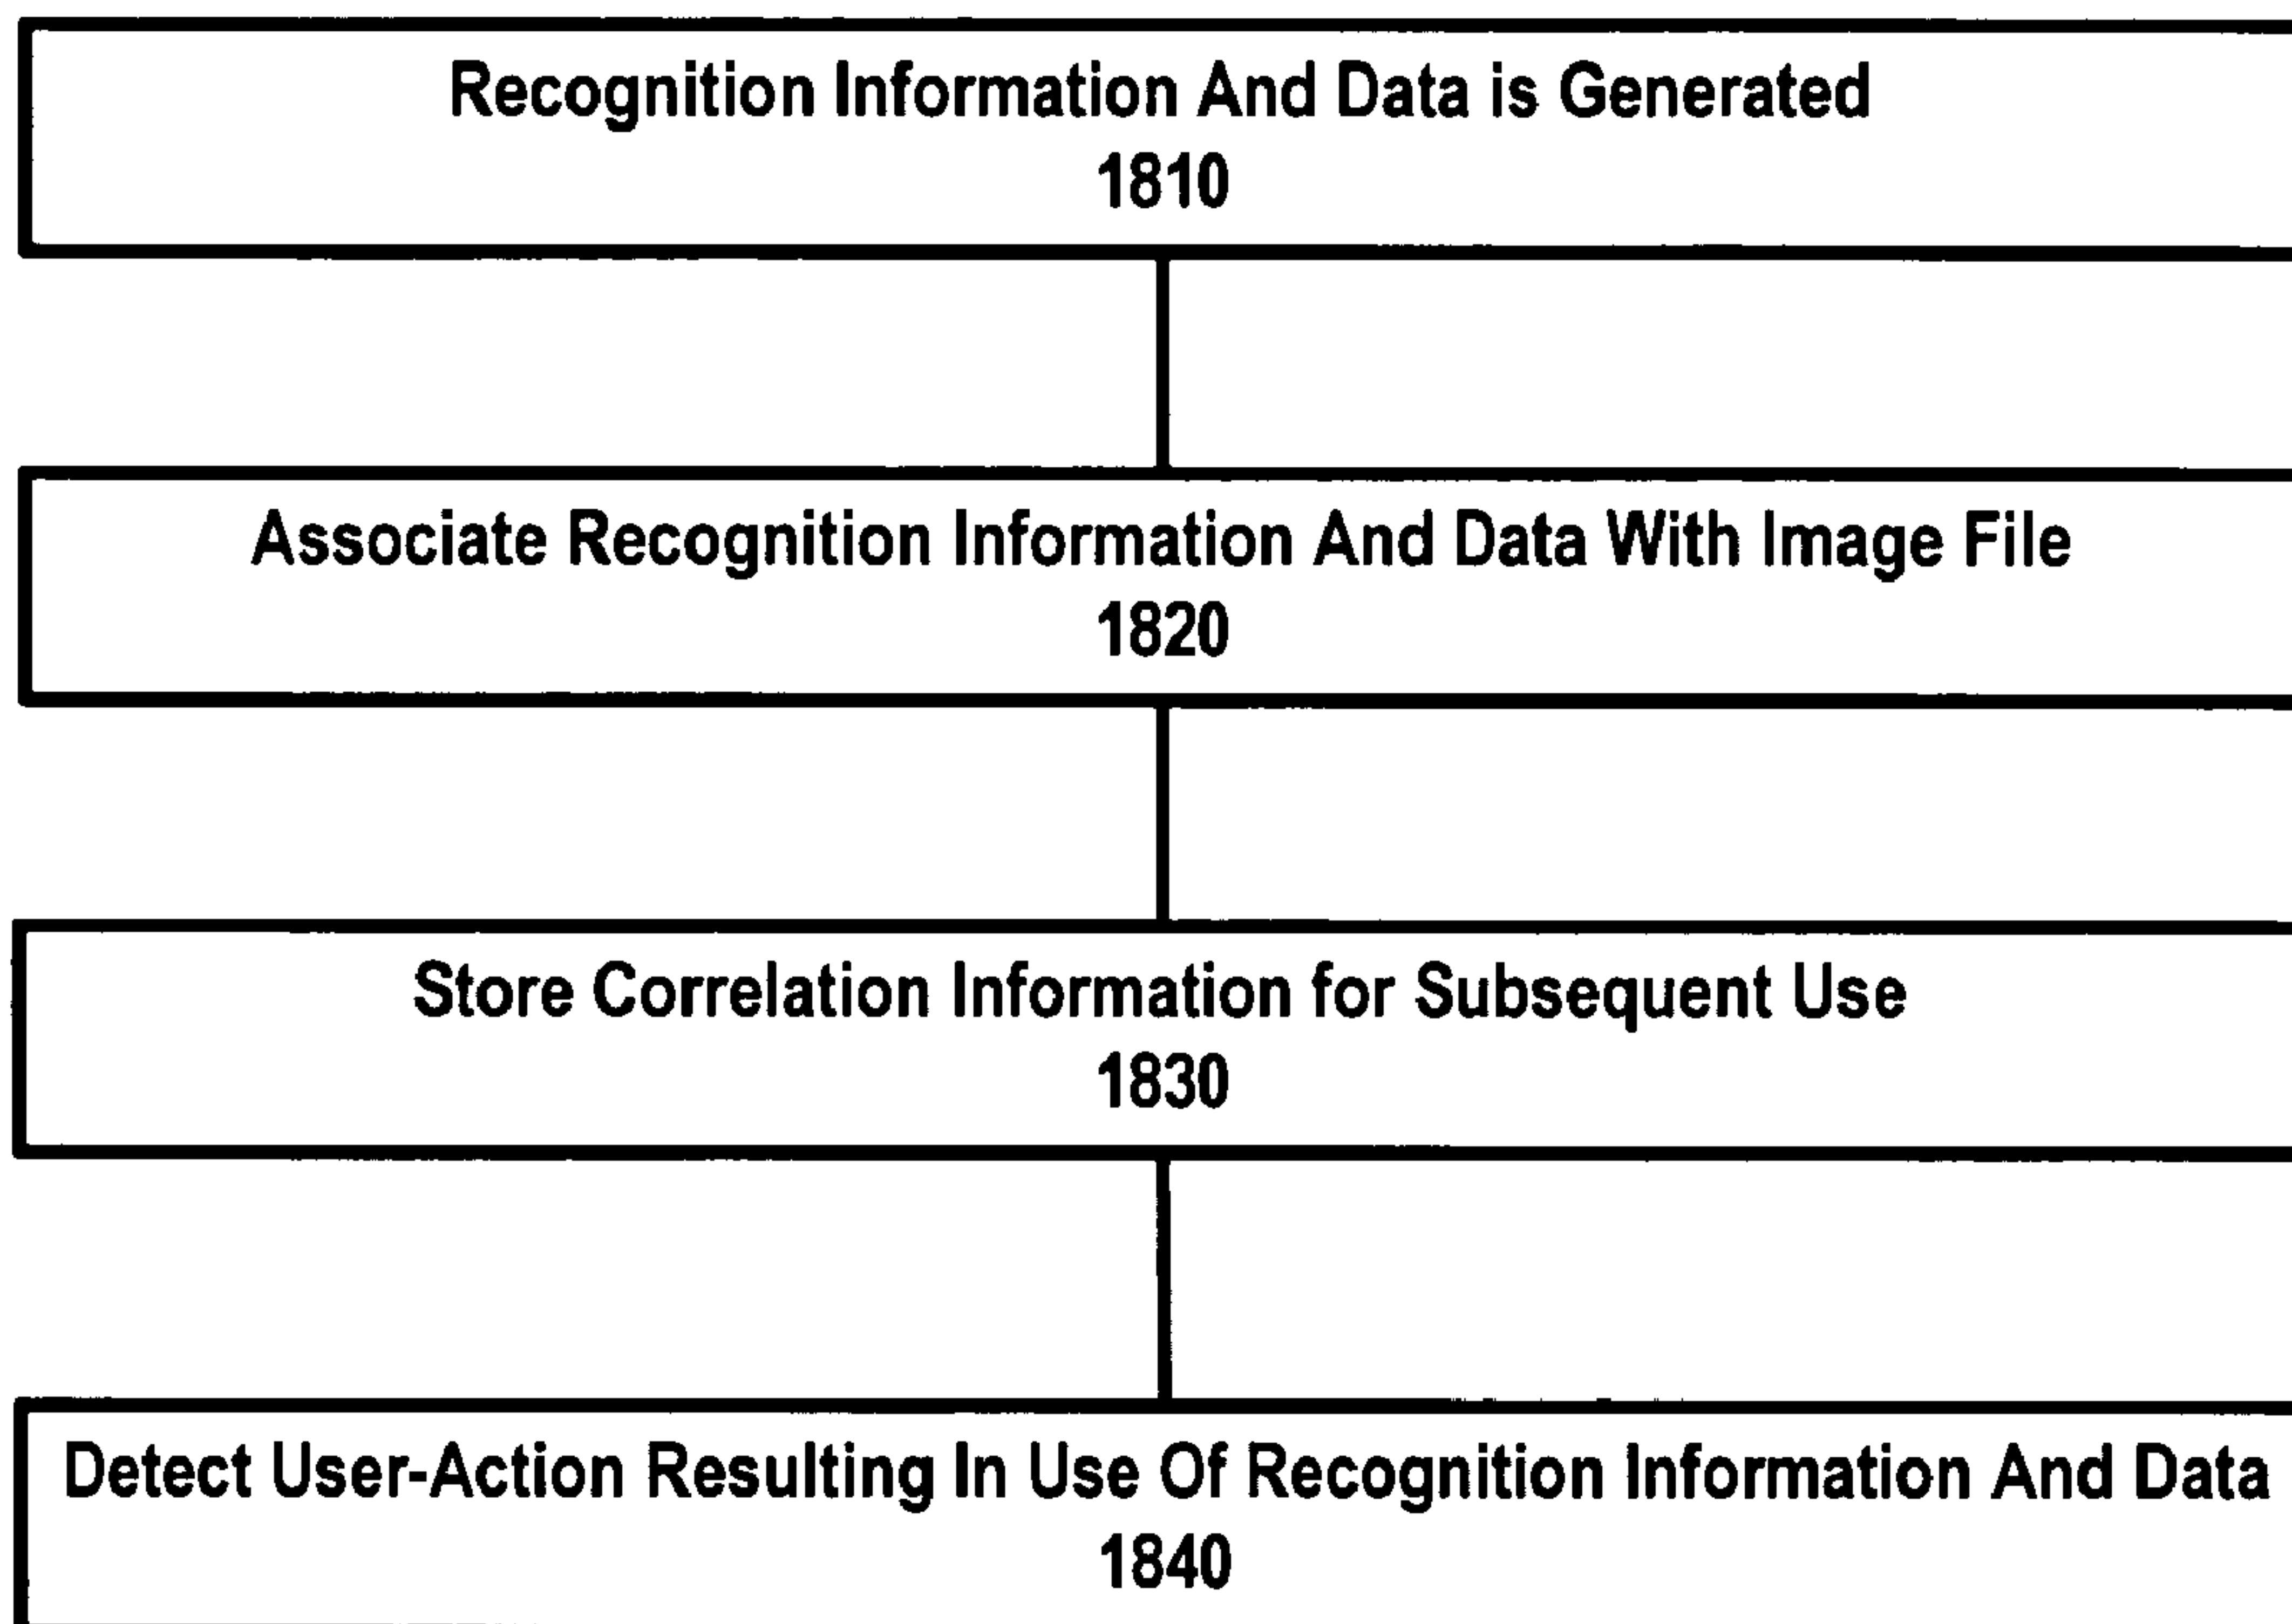 Recognition Information And Data is Generated
1810
Associate Recognition Information And Data With Image File
1820
Store Correlation Information for Subsequent Use
1830
Detect User-Action Resulting In Use Of Recognition Information And Data
1840